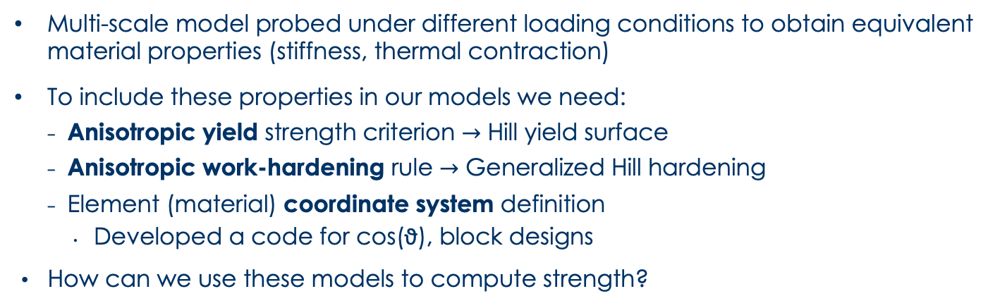 • Multi-scale model probed under different loading conditions to obtain equivalent
material properties (stiffness, thermal contraction)
• To include these properties in our models we need:
- Anisotropic yield strength criterion → Hill yield surface
- Anisotropic work-hardening rule → Generalized Hill hardening
- Element (material) coordinate system definition
· Developed a code for cos(ϑ), block designs
• How can we use these models to compute strength?